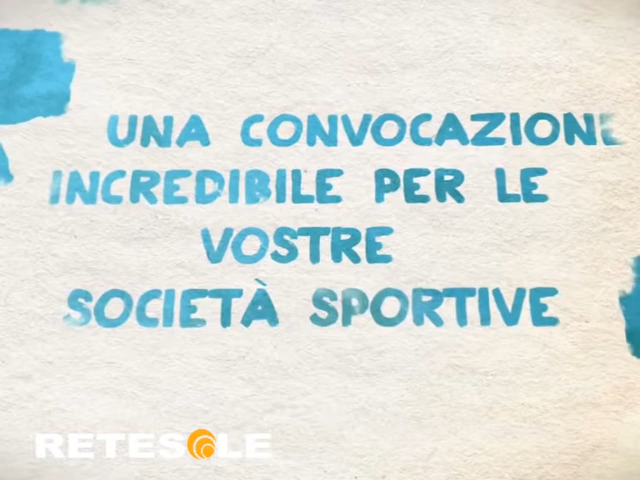 UNA CONVOCAZIONE
INCREDIBILE PER LE
VOSTRE
SOCIETÀ SPORTIVE
RETESOLE